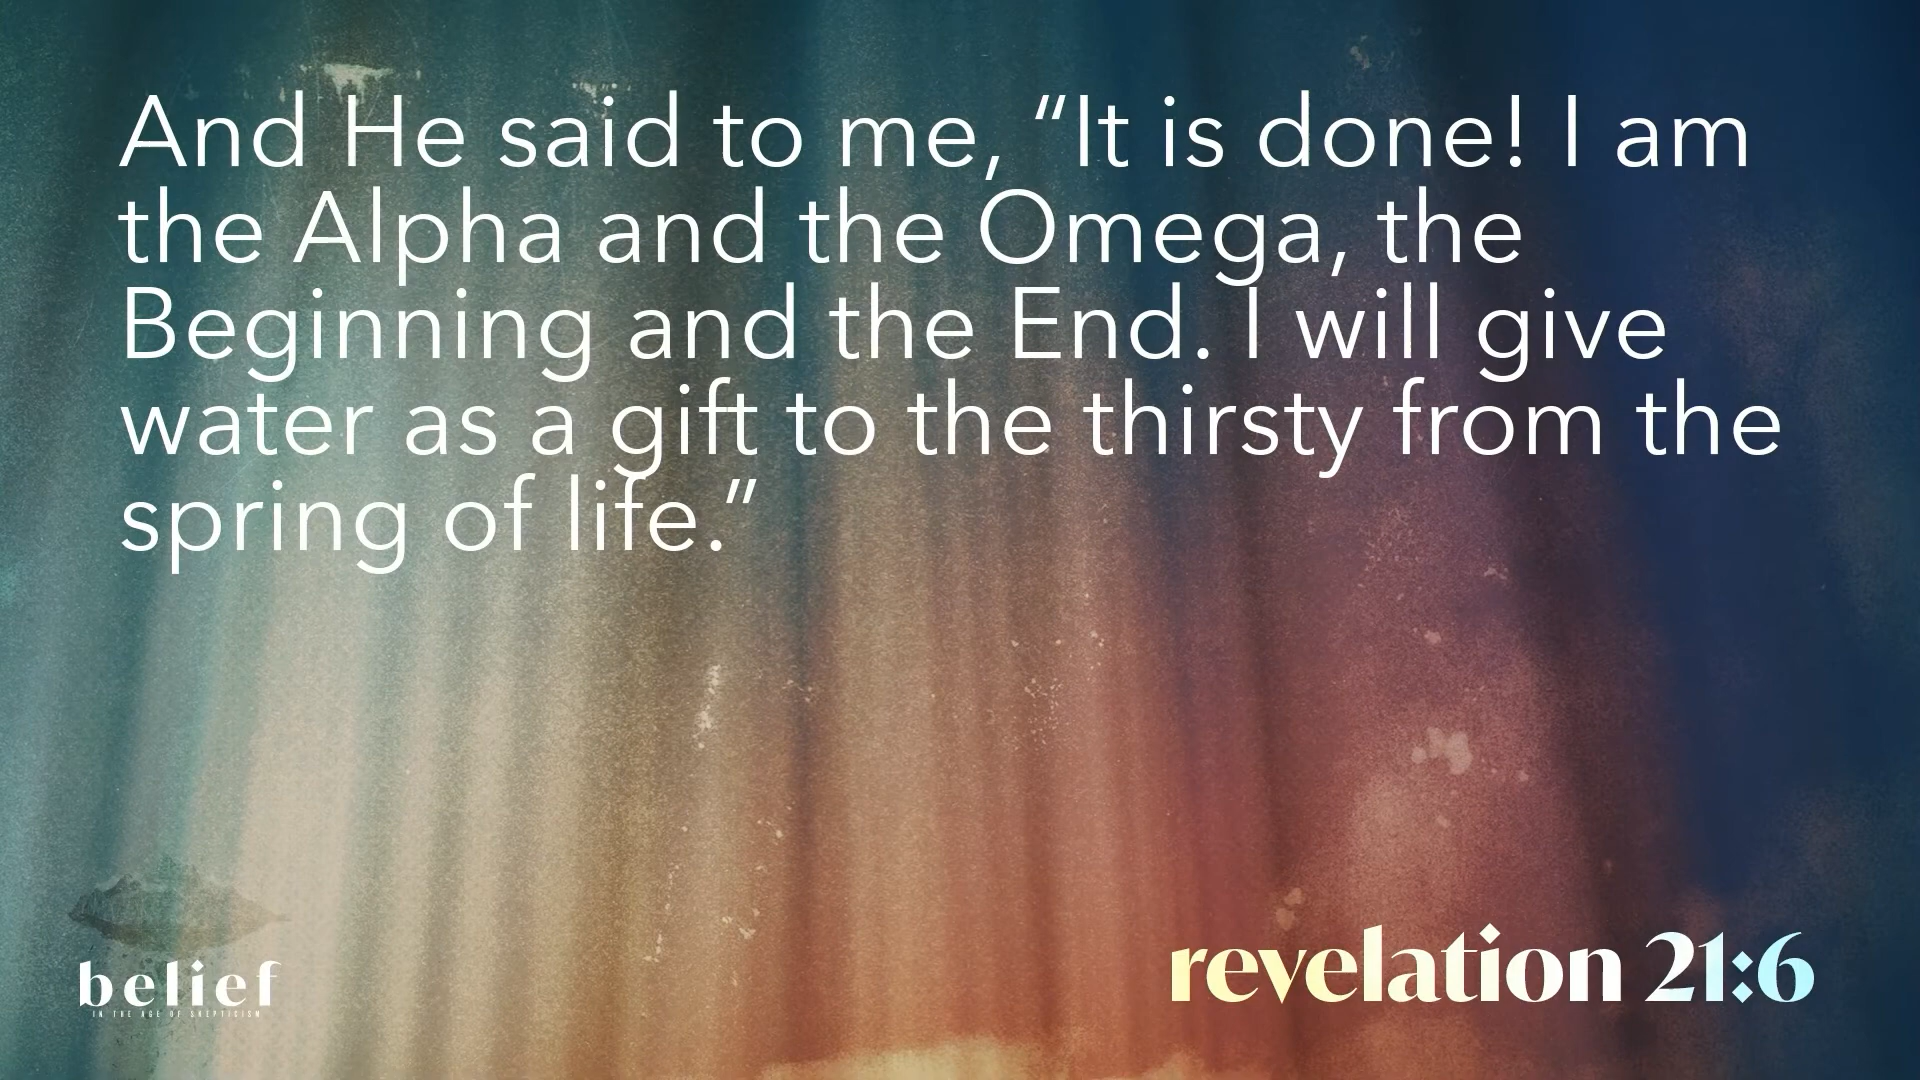 And He said to me, “It is done! I am
the Alpha and the Omega, the
Beginning and the End. I will give
water as a gift to the thirsty from the
spring of life.”
belief
IN THE AGE OF SKEPTICISM
revelation 21:6